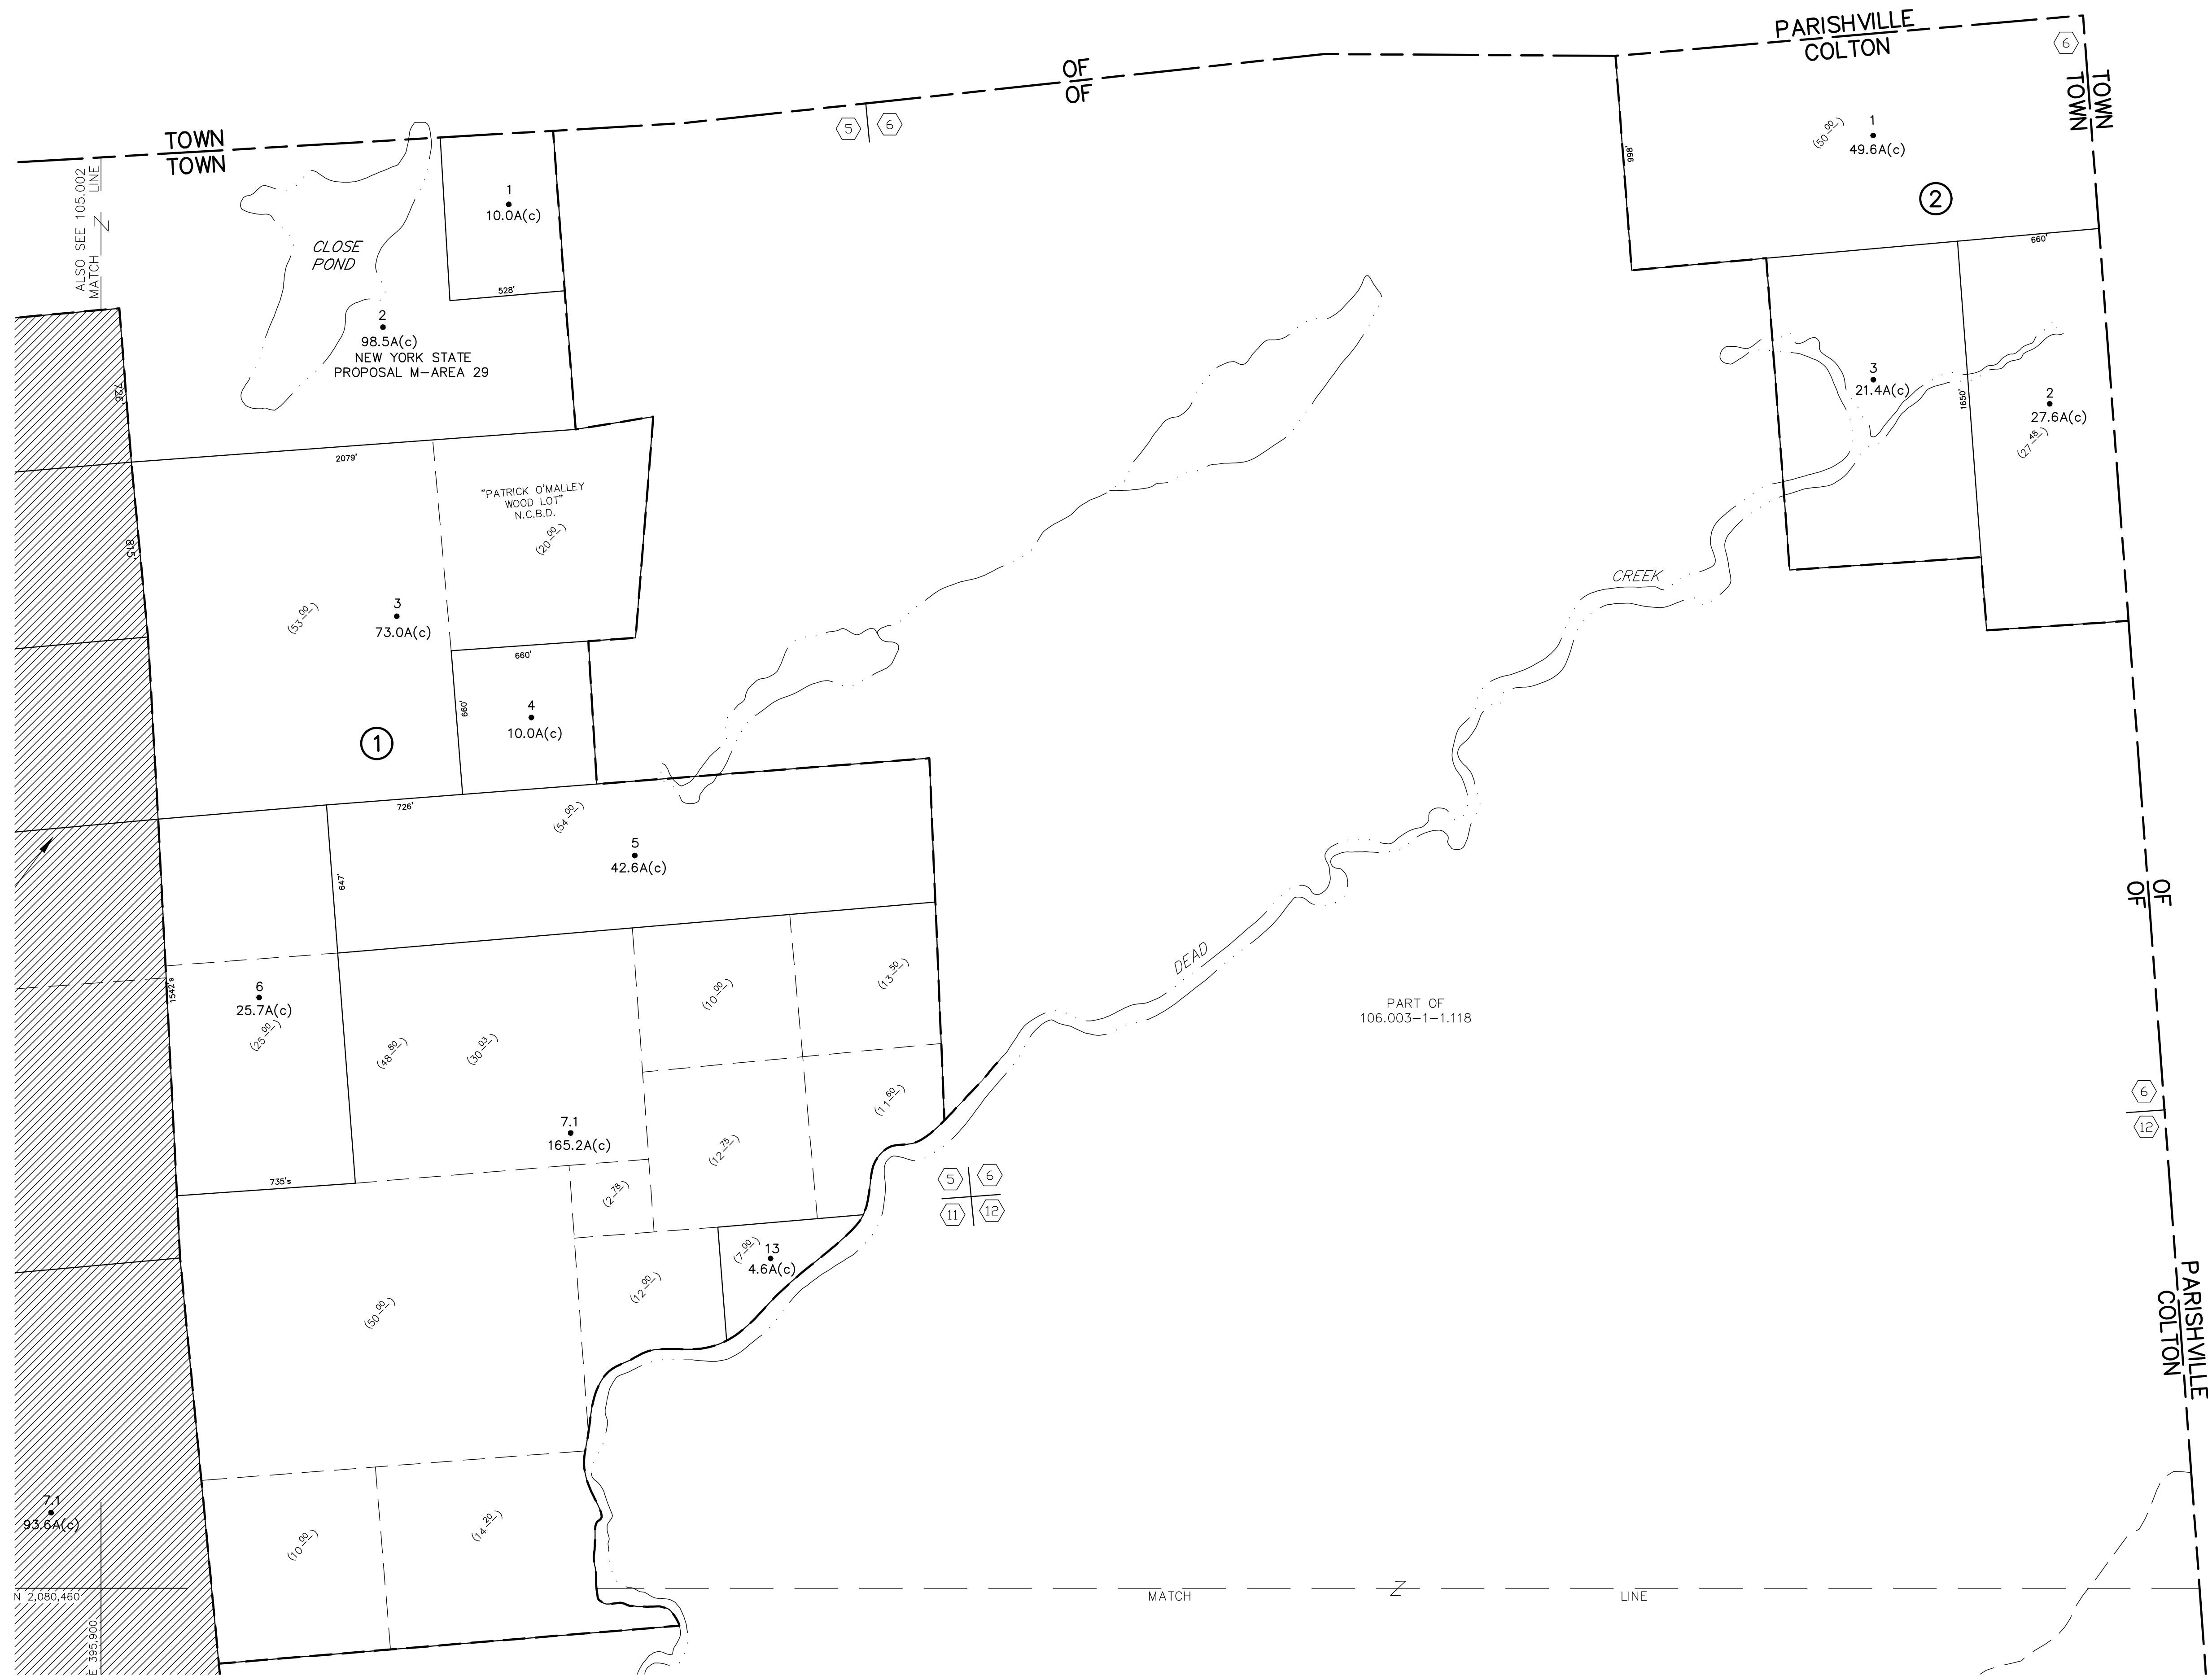 PARISHVILLE
COLTON
6
OF
OF
TOWN
TOWN
TOWN
TOWN
5
6
ALSO SEE 105.002
MATCH LINE
1
10.0A(c)
528'
CLOSE
POND
2
98.5A(c)
NEW YORK STATE
PROPOSAL M-AREA 29
726'
998'
(50.00)
1
49.6A(c)
2
660'
3
21.4A(c)
1650'
2
27.6A(c)
(27.48)
2079'
"PATRICK O'MALLEY
WOOD LOT"
N.C.B.D.
(20.00)
815'
(53.00)
3
73.0A(c)
CREEK
660'
660'
4
10.0A(c)
1
726'
(54.00)
5
42.6A(c)
647'
OF
OF
DEAD
PART OF
106.003-1-1.118
1542's
6
25.7A(c)
(25.00)
(48.80)
(30.03)
(10.00)
(13.50)
(11.60)
(12.75)
7.1
165.2A(c)
735's
(2.78)
5
6
11
12
6
12
(7.00)
13
4.6A(c)
(12.00)
(50.00)
PARISHVILLE
COLTON
7.1
93.6A(c)
(10.00)
(14.20)
N 2,080,460
E 395,900
MATCH LINE